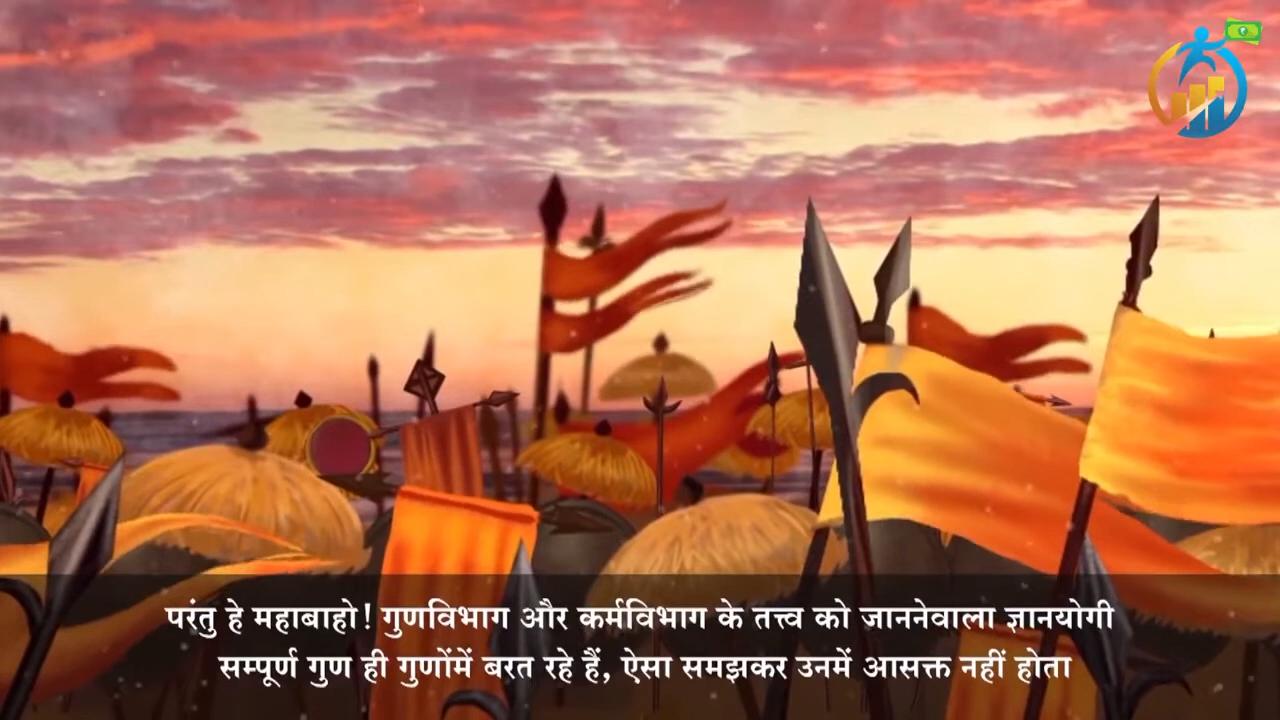 परंतु हे महाबाहो! गुणविभाग और कर्मविभाग के तत्त्व को जाननेवाला ज्ञानयोगी
सम्पूर्ण गुण ही गुणोंमें बरत रहे हैं, ऐसा समझकर उनमें आसक्त नहीं होता